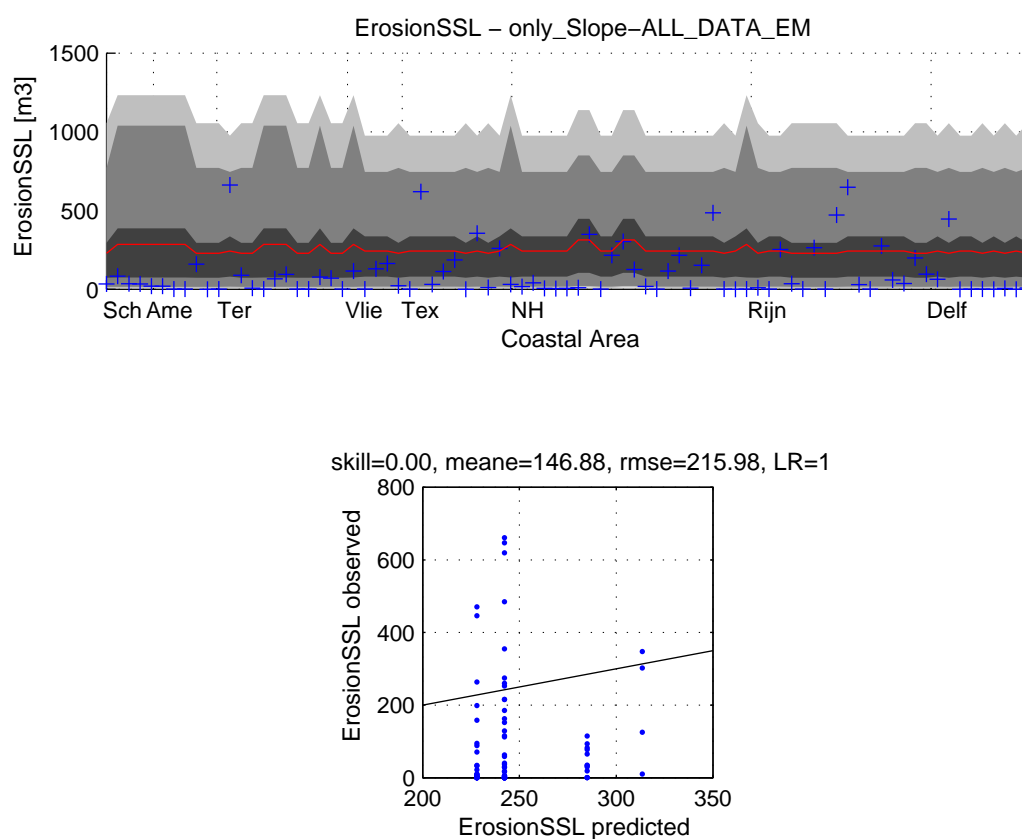 ErosionSSL – only_Slope–ALL_DATA_EM
ErosionSSL [m3]
1500
1000
500
0
Sch Ame Ter Vlie Tex NH Rijn Delf
Coastal Area
skill=0.00, meane=146.88, rmse=215.98, LR=1
ErosionSSL observed
800
600
400
200
0
200 250 300 350
ErosionSSL predicted